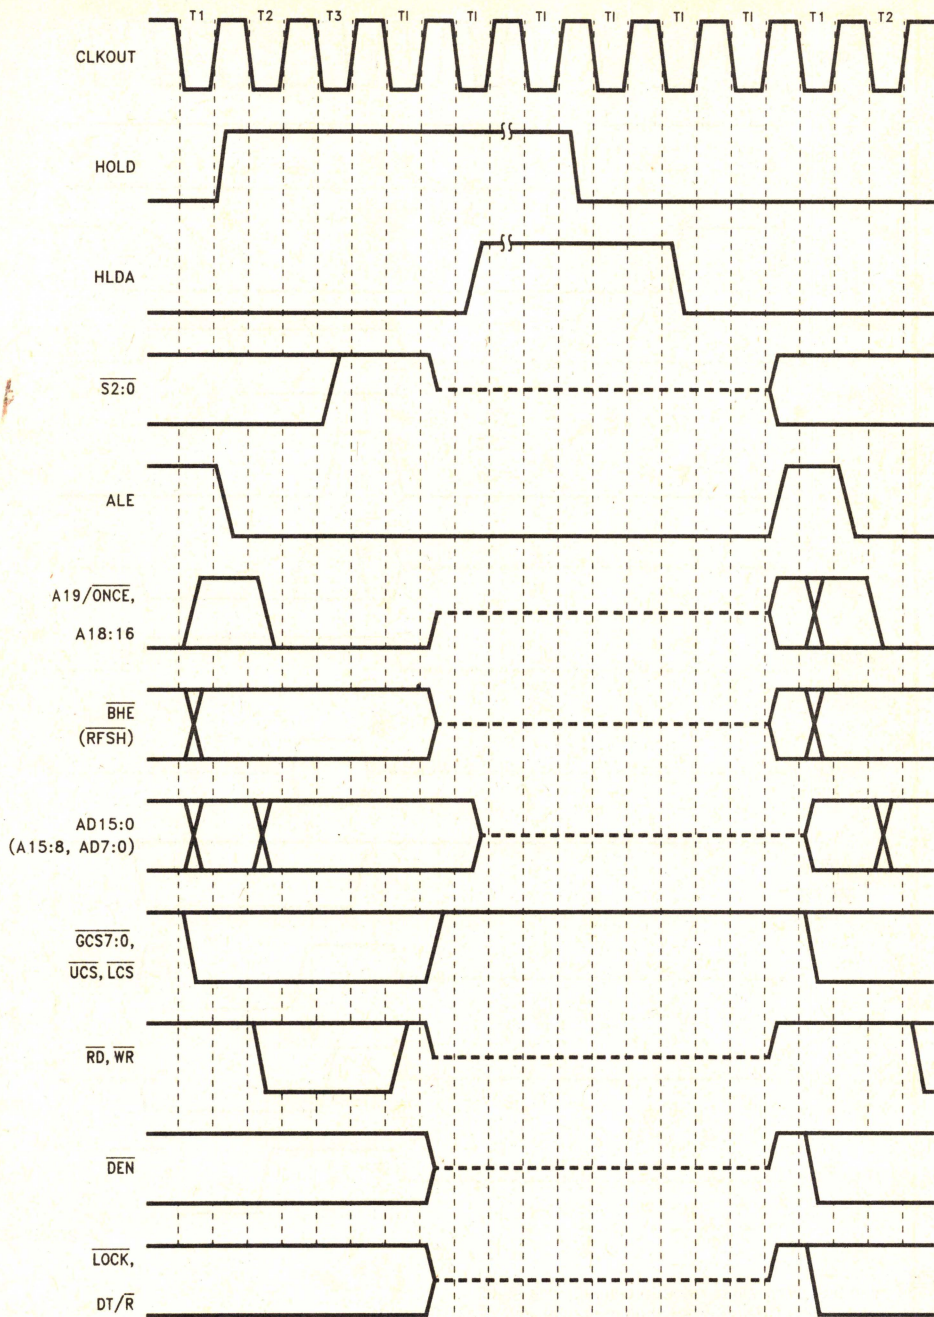 T1 T2 T3 TI TI TI TI TI TI T1 T2
CLKOUT
HOLD
HLDA
S2:0
ALE
A19/ONCE,
A18:16
BHE
(RFSH)
AD15:0
(A15:8, AD7:0)
GCS7:0,
UCS, LCS
RD, WR
DEN
LOCK,
DT/R